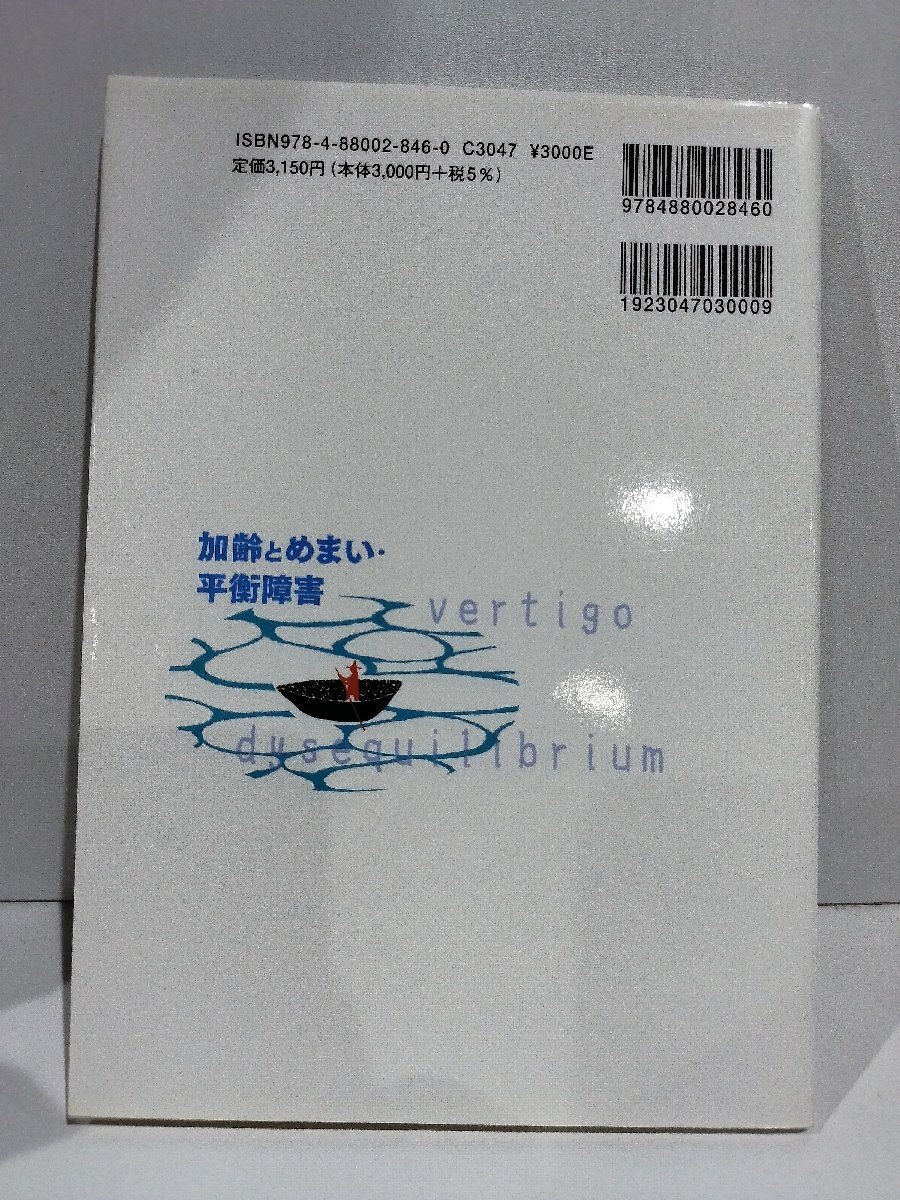 ISBN978-4-88002-846-0 C3047 ¥3000E
定価3,150円(本体3,000円+税5%)
9784880028460
1923047030009
加齢とめまい・
平衡障害
vertigo
dysequilibrium